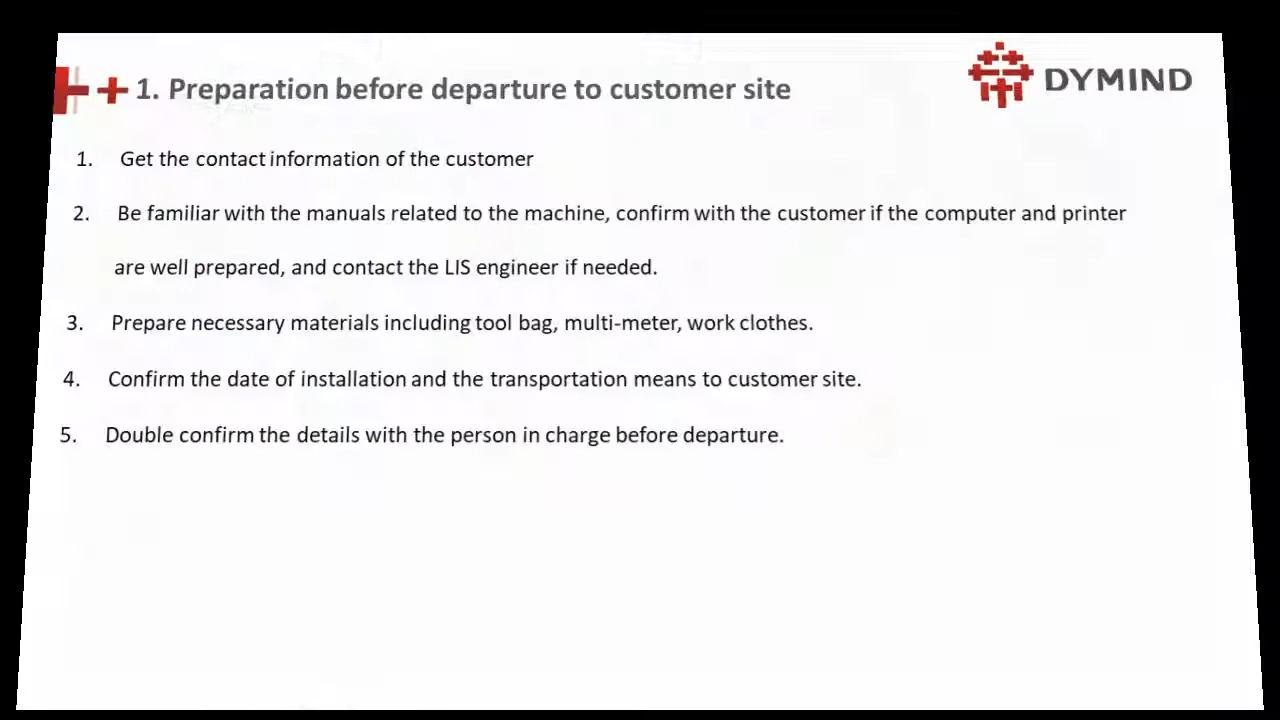 1. Preparation before departure to customer site
DYMIND
1. Get the contact information of the customer
2. Be familiar with the manuals related to the machine, confirm with the customer if the computer and printer
are well prepared, and contact the LIS engineer if needed.
3. Prepare necessary materials including tool bag, multi-meter, work clothes.
4. Confirm the date of installation and the transportation means to customer site.
5. Double confirm the details with the person in charge before departure.